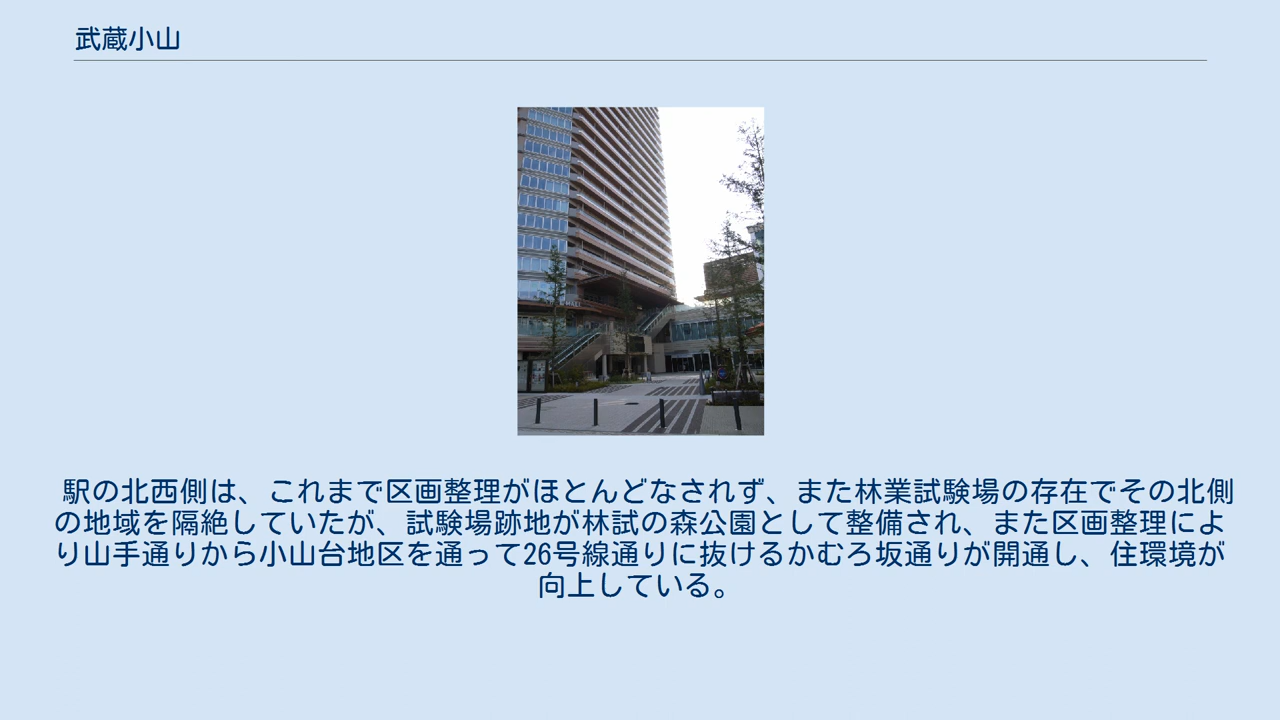 武蔵小山
駅の北西側は、これまで区画整理がほとんどなされず、また林業試験場の存在でその北側
の地域を隔絶していたが、試験場跡地が林試の森公園として整備され、また区画整理によ
り山手通りから小山台地区を通って26号線通りに抜けるかむろ坂通りが開通し、住環境が
向上している。